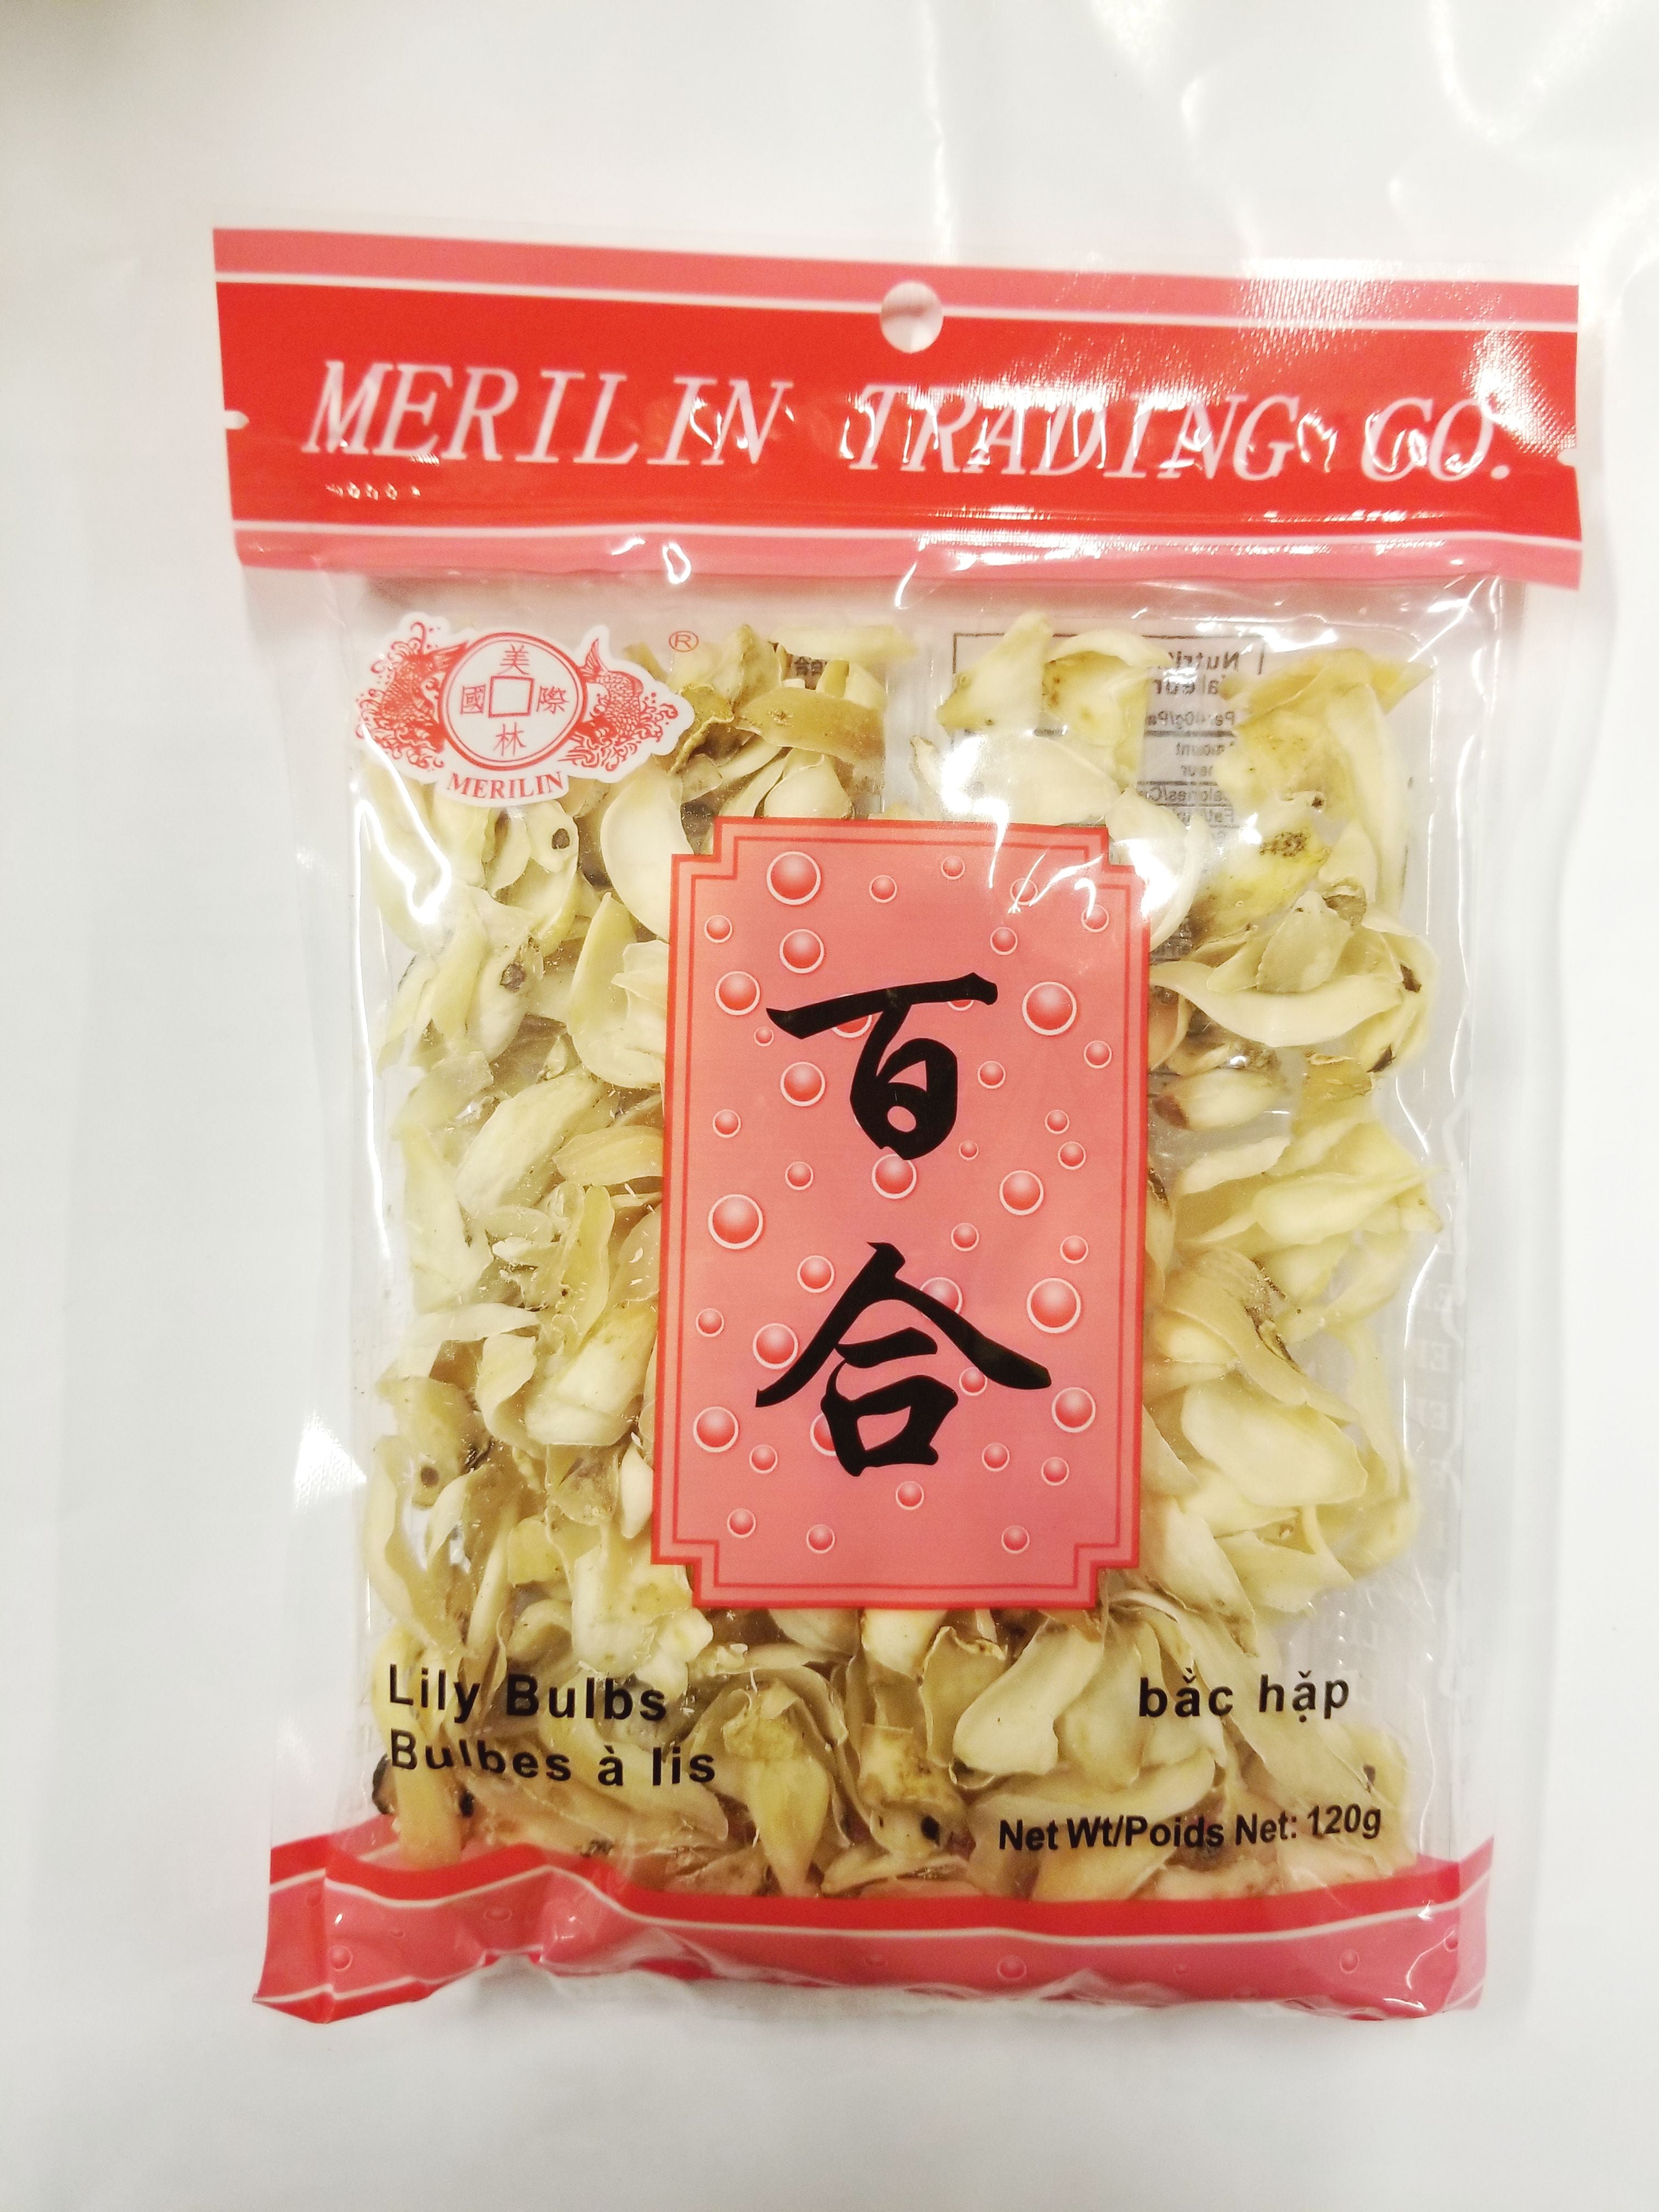 MERILIN TRADING CO.
美
國 際
林
MERILIN
®
百
合
Lily Bulbs
Bulbes à lis
bằc hặp
Net Wt/Poids Net: 120g